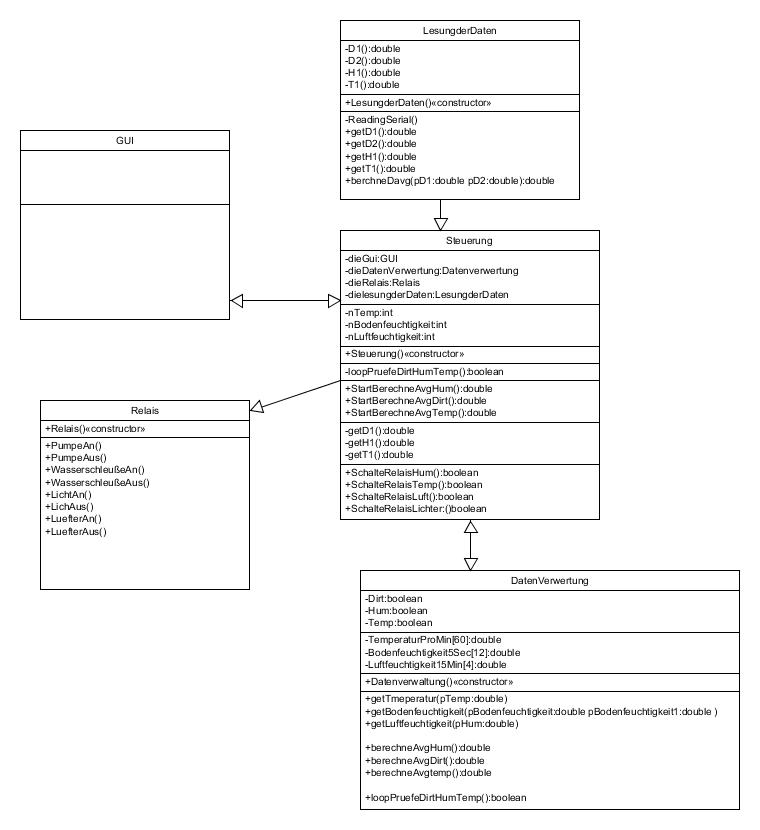 LesungderDaten
-D1():double
-D2():double
-H1():double
-T1():double
+LesungderDaten()«constructor»
-ReadingSerial()
+getD1():double
+getD2():double
+getH1():double
+getT1():double
+berchneDavg(pD1:double pD2:double):double
GUI
Steuerung
-dieGui:GUI
-dieDatenVerwertung:Datenverwertung
-dieRelais:Relais
-dielesungderDaten:LesungderDaten
-nTemp:int
-nBodenfeuchtigkeit:int
-nLuftfeuchtigkeit:int
+Steuerung()«constructor»
-loopPruefeDirtHumTemp():boolean
+StartBerechneAvgHum():double
+StartBerechneAvgDirt():double
+StartBerechneAvgTemp():double
-getD1():double
-getH1():double
-getT1():double
+SchalteRelaisHum():boolean
+SchalteRelaisTemp():boolean
+SchalteRelaisLuft():boolean
+SchalteRelaisLichter:()boolean
Relais
+Relais()«constructor»
+PumpeAn()
+PumpeAus()
+WasserschleußeAn()
+WasserschleußeAus()
+LichtAn()
+LichAus()
+LuefterAn()
+LuefterAus()
DatenVerwertung
-Dirt:boolean
-Hum:boolean
-Temp:boolean
-TemperaturProMin[60]:double
-Bodenfeuchtigkeit5Sec[12]:double
-Luftfeuchtigkeit15Min[4]:double
+Datenverwaltung()«constructor»
+getTmeperatur(pTemp:double)
+getBodenfeuchtigkeit(pBodenfeuchtigkeit:double pBodenfeuchtigkeit1:double )
+getLuftfeuchtigkeit(pHum:double)
+berechneAvgHum():double
+berechneAvgDirt():double
+berechneAvgtemp():double
+loopPruefeDirtHumTemp():boolean